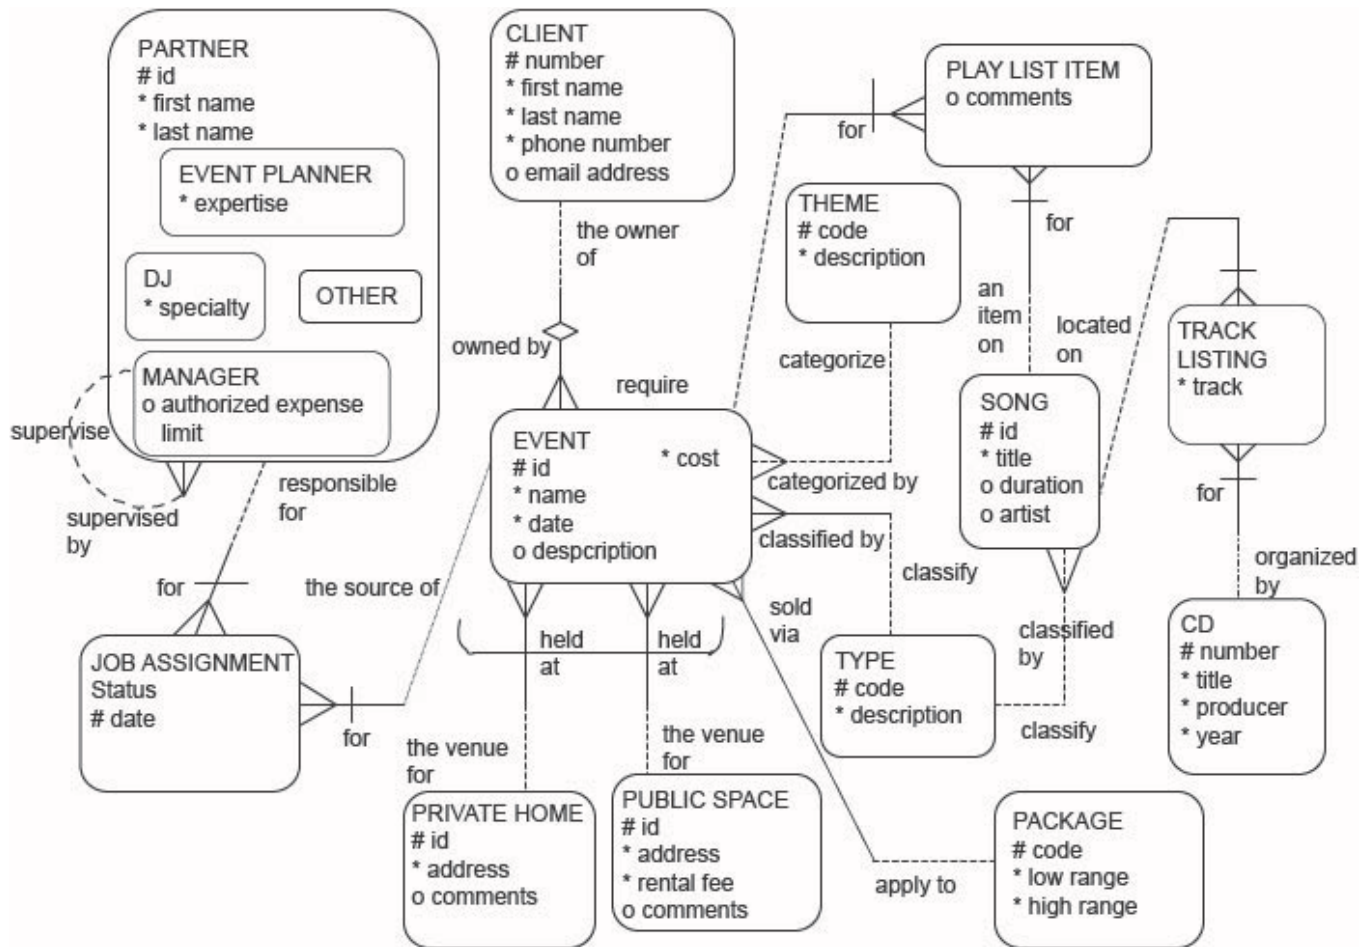 PARTNER
# id
* first name
* last name
EVENT PLANNER
* expertise
DJ
* specialty
OTHER
MANAGER
o authorized expense
limit
supervise
supervised
by
responsible
for
for
the source of
JOB ASSIGNMENT
Status
# date
for
CLIENT
# number
* first name
* last name
* phone number
o email address
the owner
of
owned by
require
EVENT
# id
* name
* date
o despcription
* cost
held
at
held
at
the venue
for
the venue
for
PRIVATE HOME
# id
* address
o comments
PUBLIC SPACE
# id
* address
* rental fee
o comments
THEME
# code
* description
categorize
categorized by
classified by
classify
sold
via
TYPE
# code
* description
classified
by
classify
apply to
PACKAGE
# code
* low range
* high range
PLAY LIST ITEM
o comments
for
for
an
item
on
SONG
# id
* title
o duration
o artist
located
on
TRACK
LISTING
* track
for
organized
by
CD
# number
* title
* producer
* year